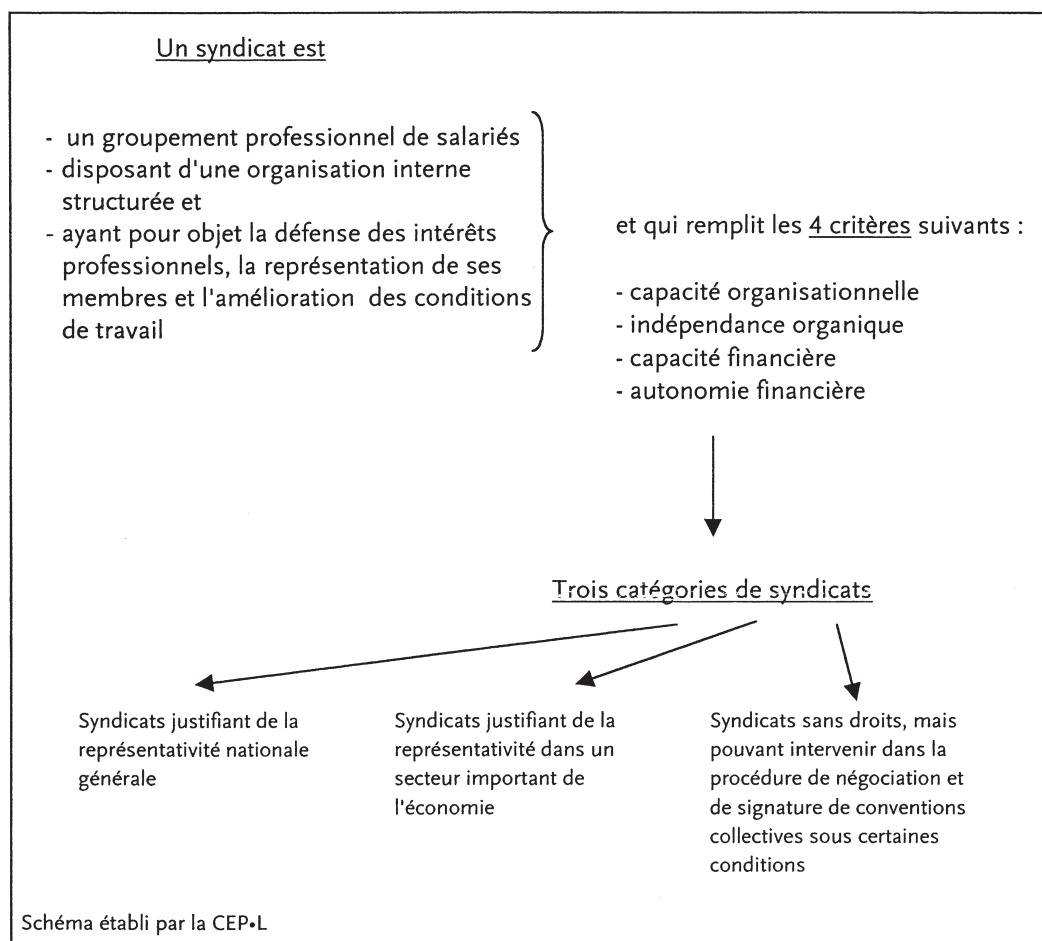 Un syndicat est
- un groupement professionnel de salariés
- disposant d'une organisation interne
structurée et
- ayant pour objet la défense des intérêts
professionnels, la représentation de ses
membres et l'amélioration des conditions
de travail
et qui remplit les 4 critères suivants :
- capacité organisationnelle
- indépendance organique
- capacité financière
- autonomie financière
Trois catégories de syndicats
Syndicats justifiant de la
représentativité nationale
générale
Syndicats justifiant de la
représentativité dans un
secteur important de
l'économie
Syndicats sans droits, mais
pouvant intervenir dans la
procédure de négociation et
de signature de conventions
collectives sous certaines
conditions
Schéma établi par la CEP•L